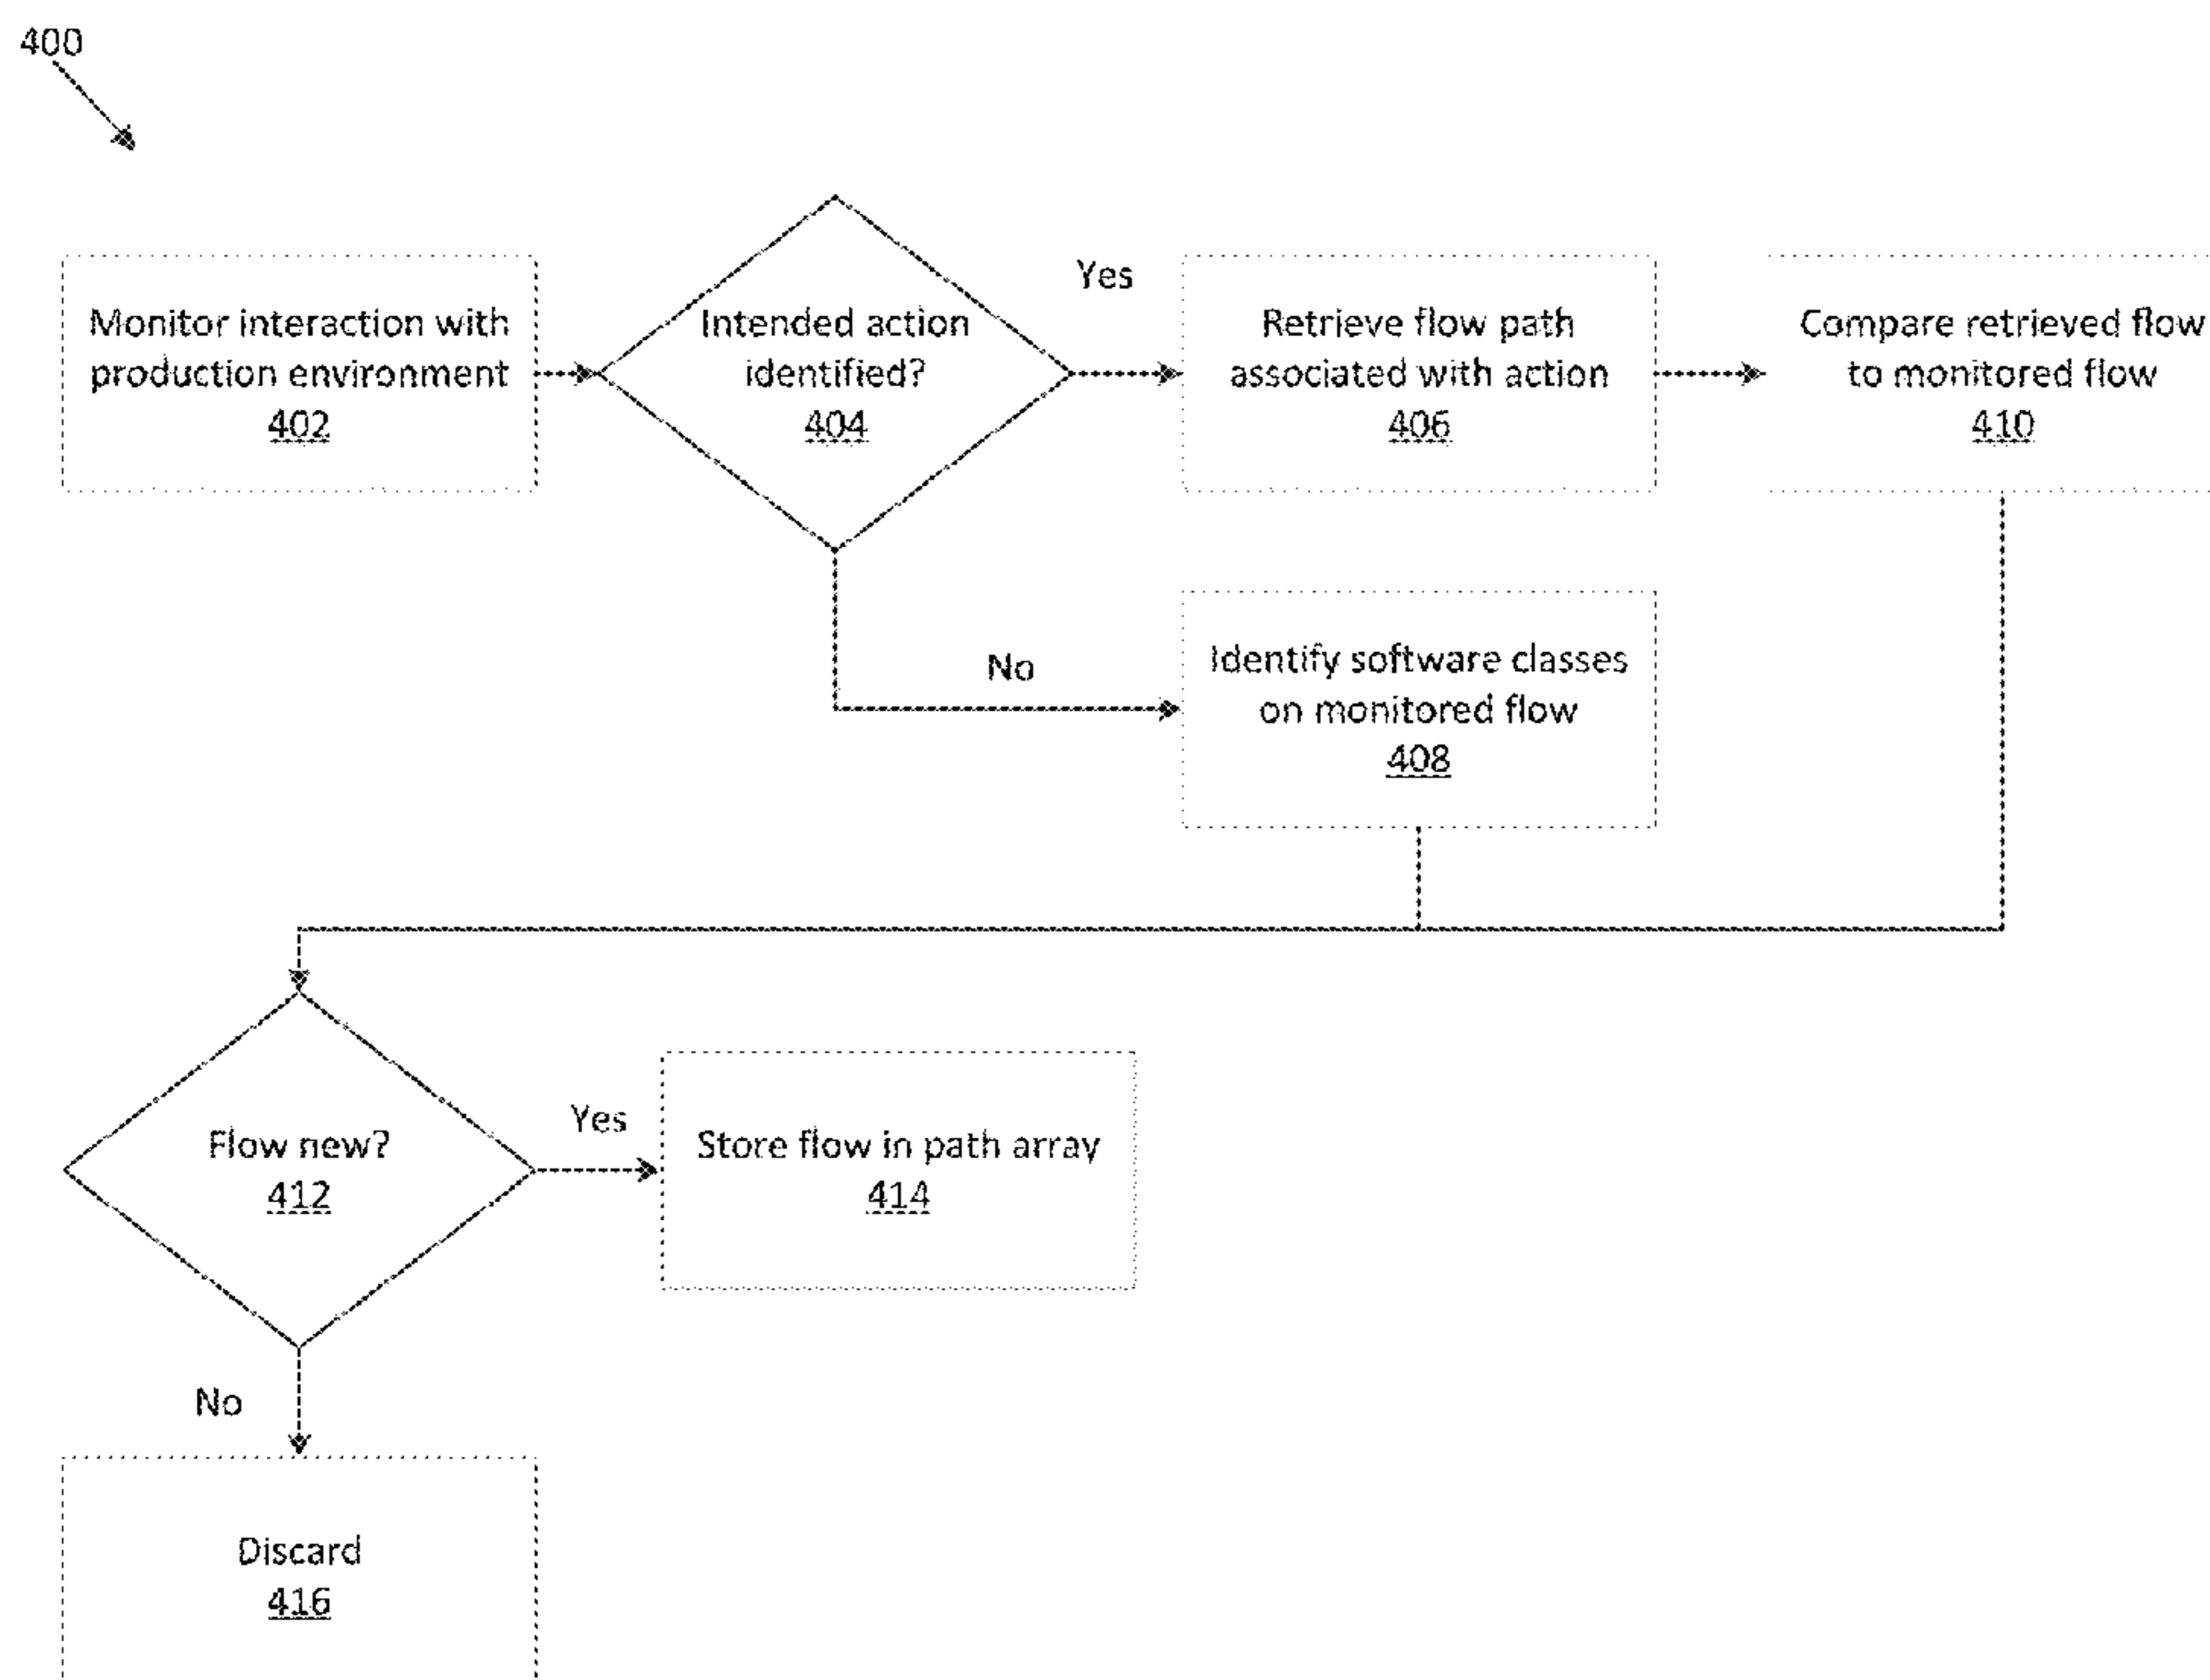 400
Monitor interaction with
production environment
402
Intended action
identified?
404
Yes
Retrieve flow path
associated with action
406
Compare retrieved flow
to monitored flow
410
No
Identify software classes
on monitored flow
408
Flow new?
412
Yes
Store flow in path array
414
No
Discard
416